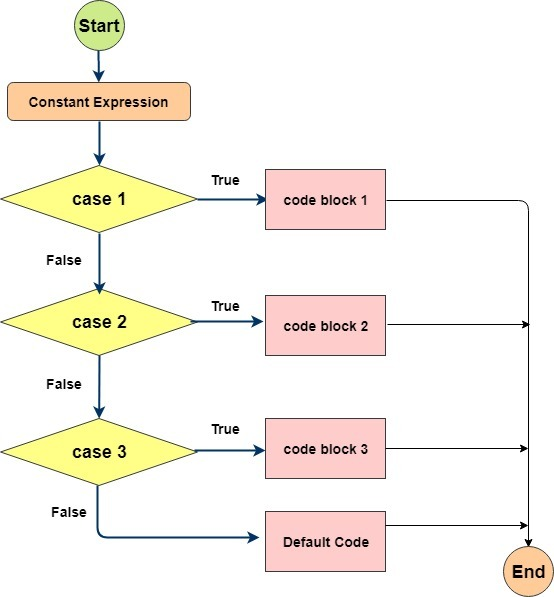 Start
Constant Expression
case 1
True
code block 1
False
case 2
True
code block 2
False
case 3
True
code block 3
False
Default Code
End